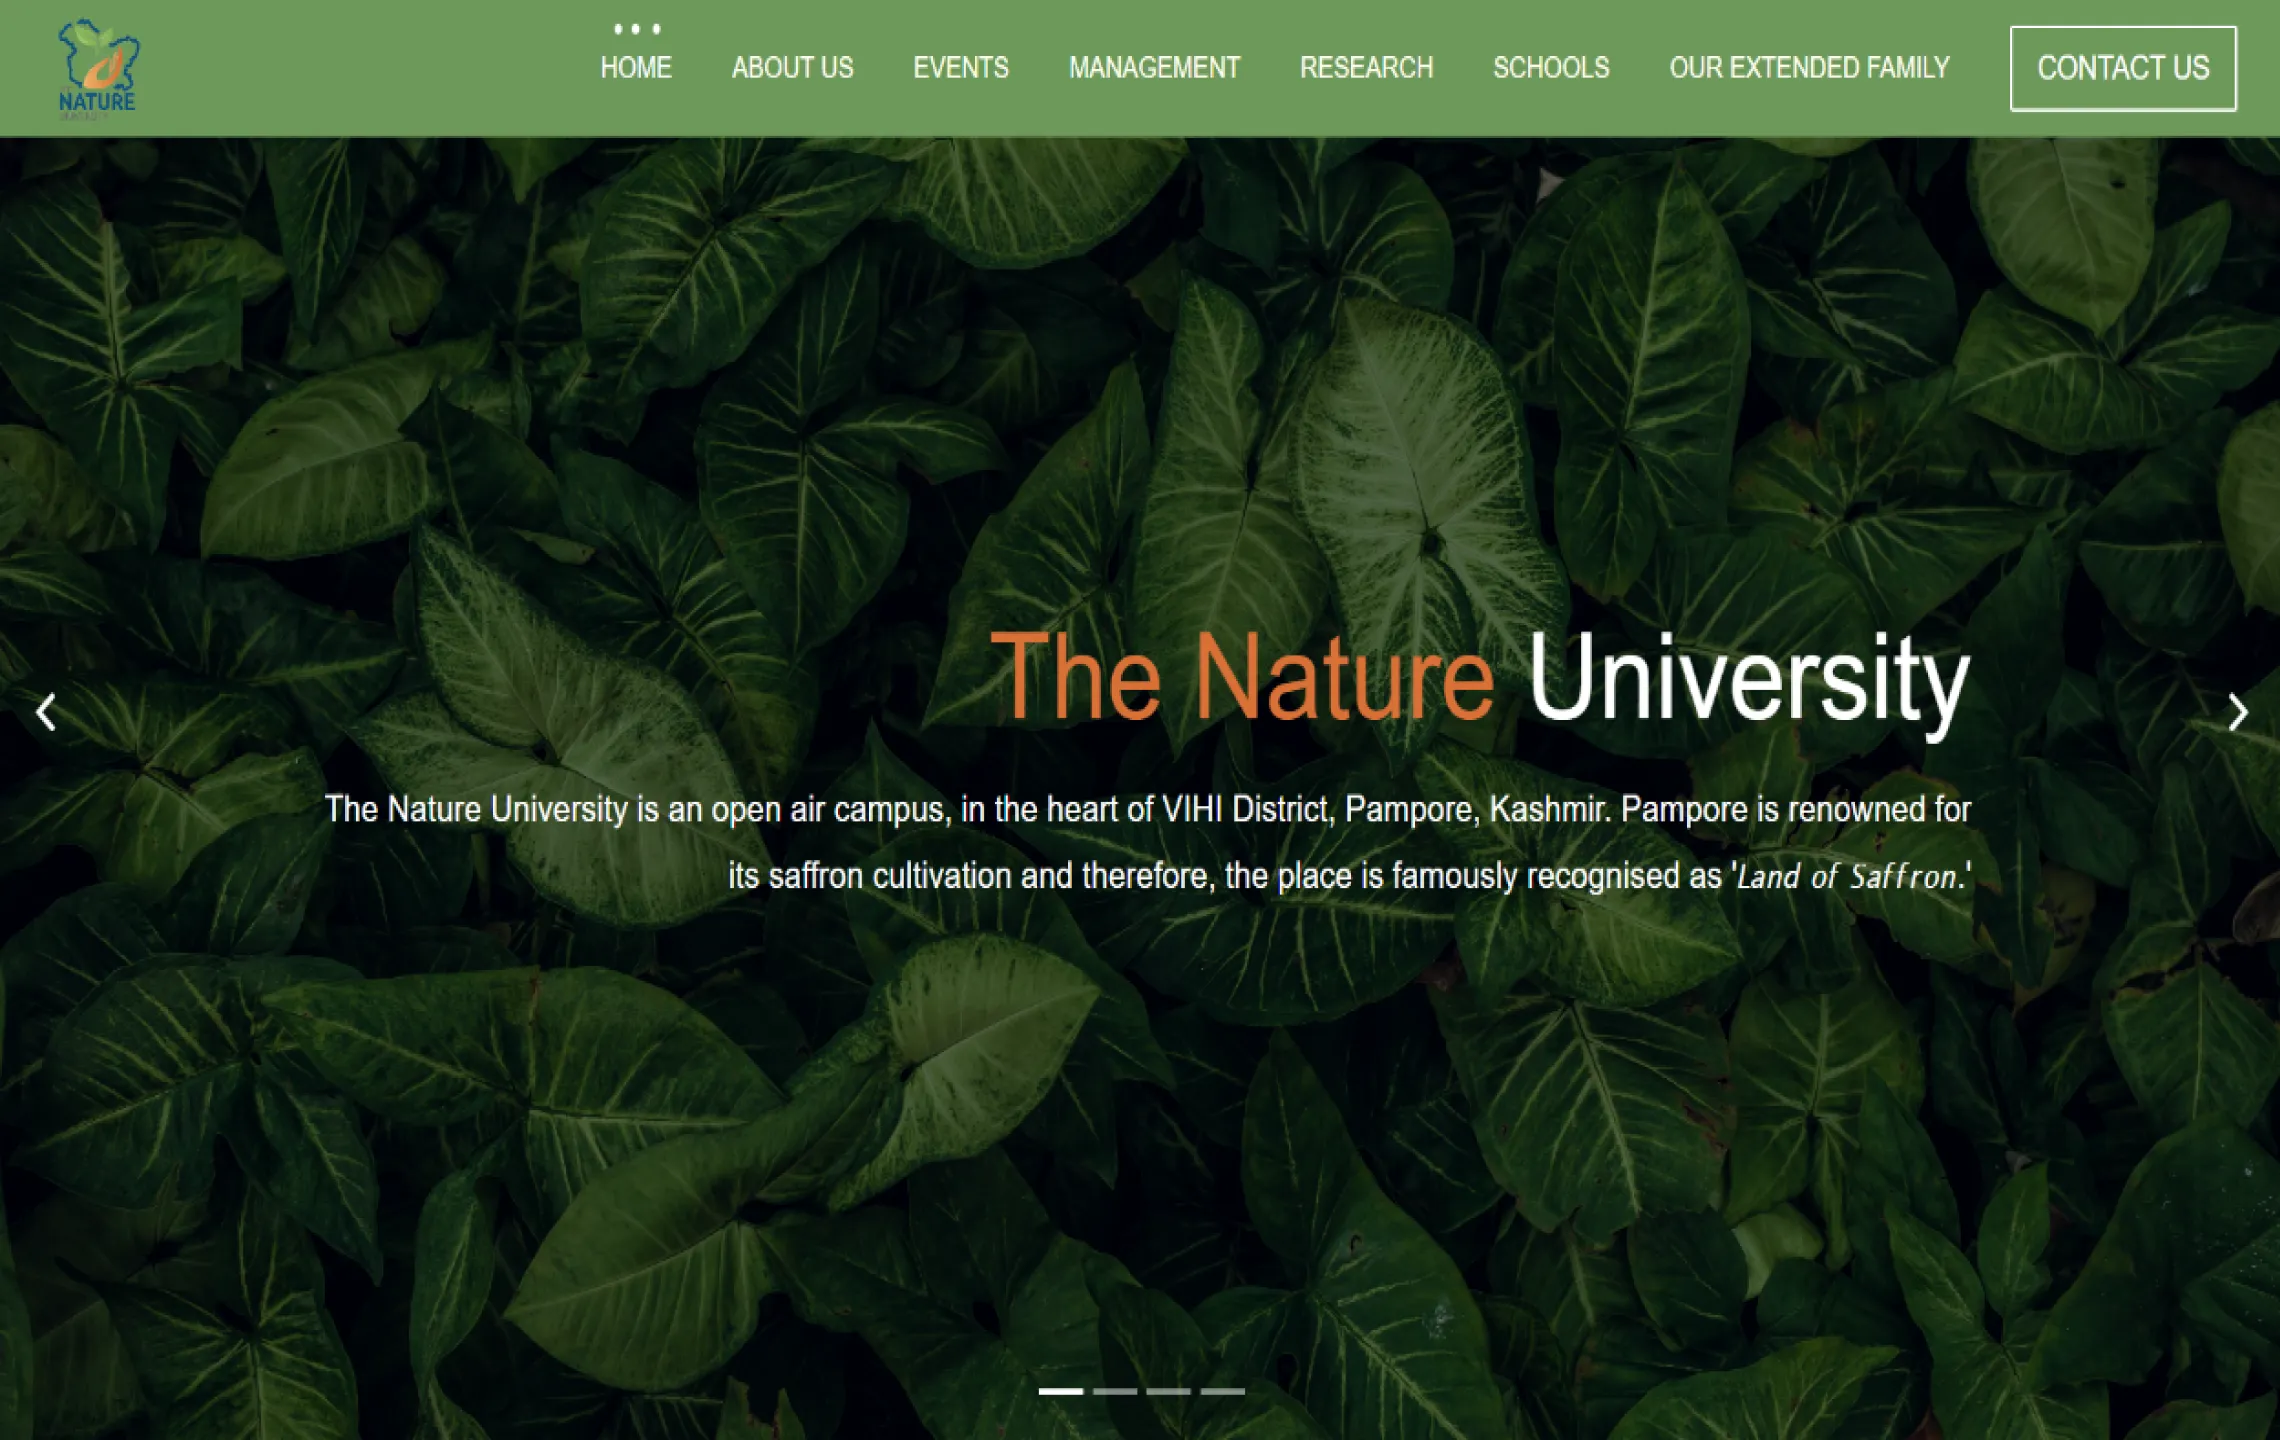 NATURE
HOME
ABOUT US
EVENTS
MANAGEMENT
RESEARCH
SCHOOLS
OUR EXTENDED FAMILY
CONTACT US
The Nature University
The Nature University is an open air campus, in the heart of VIHI District, Pampore, Kashmir. Pampore is renowned for
its saffron cultivation and therefore, the place is famously recognised as 'Land of Saffron.'